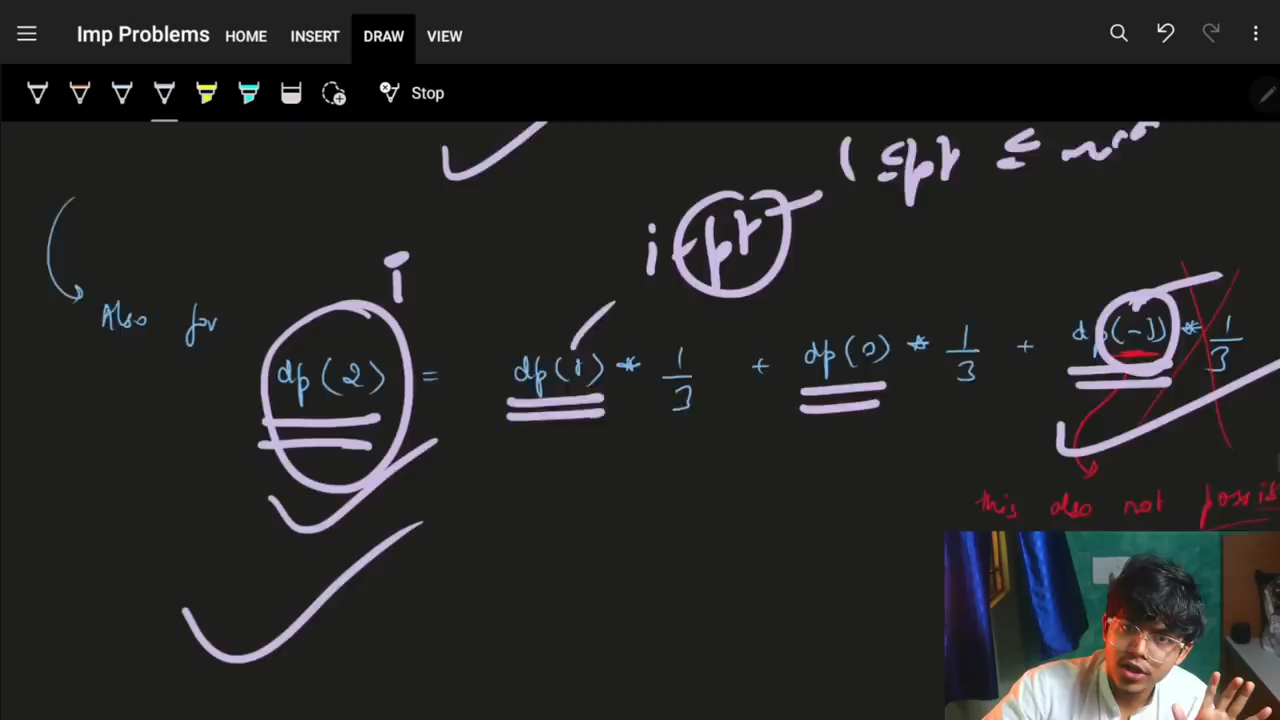 Imp Problems HOME INSERT DRAW VIEW
Stop
i
i pt
Also for dp(2) = dp(1) * 1/3 + dp(0) * 1/3 + dp(-1) * 1/3
this also not